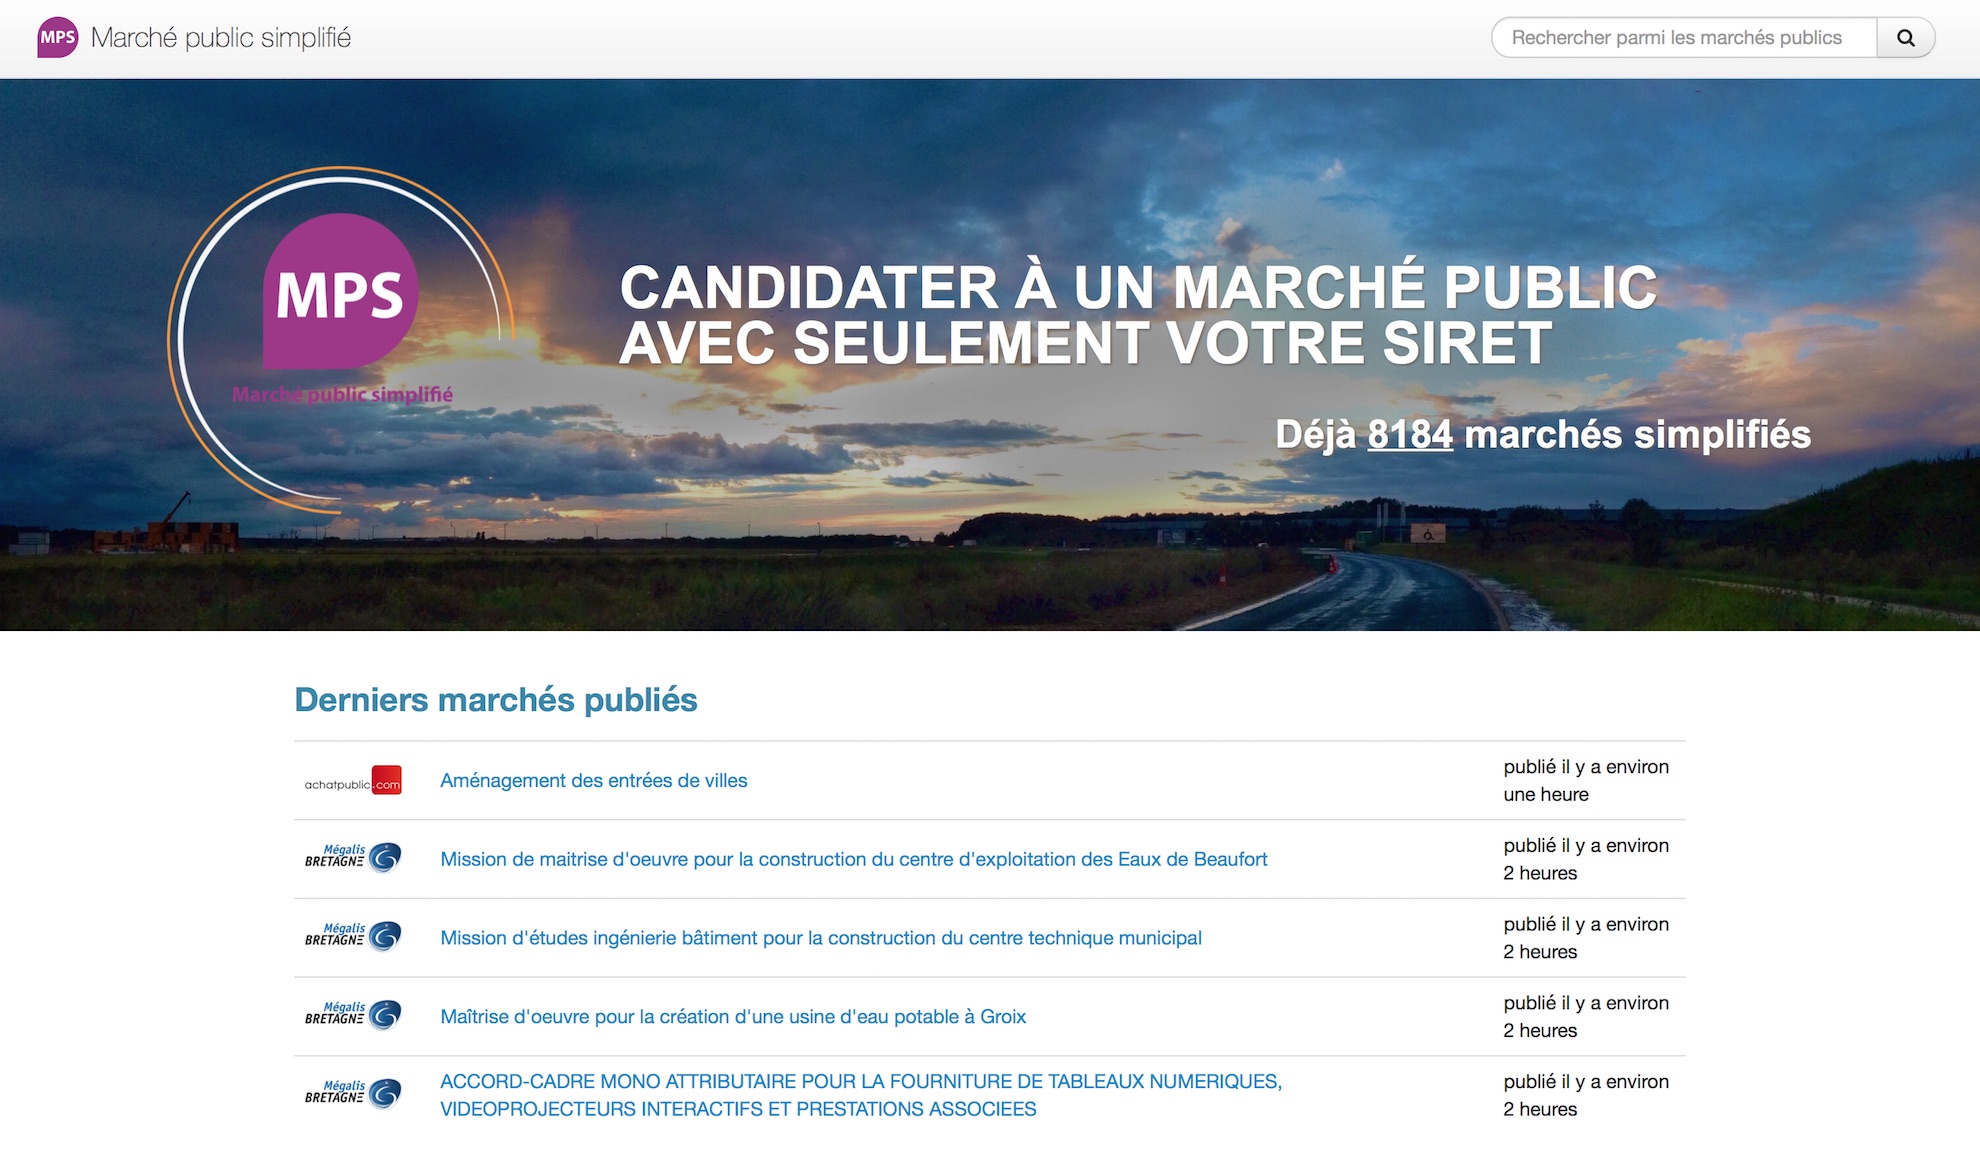 MPS Marché public simplifié
Rechercher parmi les marchés publics
MPS
Marché public simplifié
CANDIDATER À UN MARCHÉ PUBLIC
AVEC SEULEMENT VOTRE SIRET
Déjà 8184 marchés simplifiés
Derniers marchés publiés
achatpublic.com
Aménagement des entrées de villes
publié il y a environ
une heure
Mégalis
BRETAGNE
Mission de maitrise d'oeuvre pour la construction du centre d'exploitation des Eaux de Beaufort
publié il y a environ
2 heures
Mégalis
BRETAGNE
Mission d'études ingénierie bâtiment pour la construction du centre technique municipal
publié il y a environ
2 heures
Mégalis
BRETAGNE
Maîtrise d'oeuvre pour la création d'une usine d'eau potable à Groix
publié il y a environ
2 heures
Mégalis
BRETAGNE
ACCORD-CADRE MONO ATTRIBUTAIRE POUR LA FOURNITURE DE TABLEAUX NUMERIQUES,
VIDEOPROJECTEURS INTERACTIFS ET PRESTATIONS ASSOCIEES
publié il y a environ
2 heures